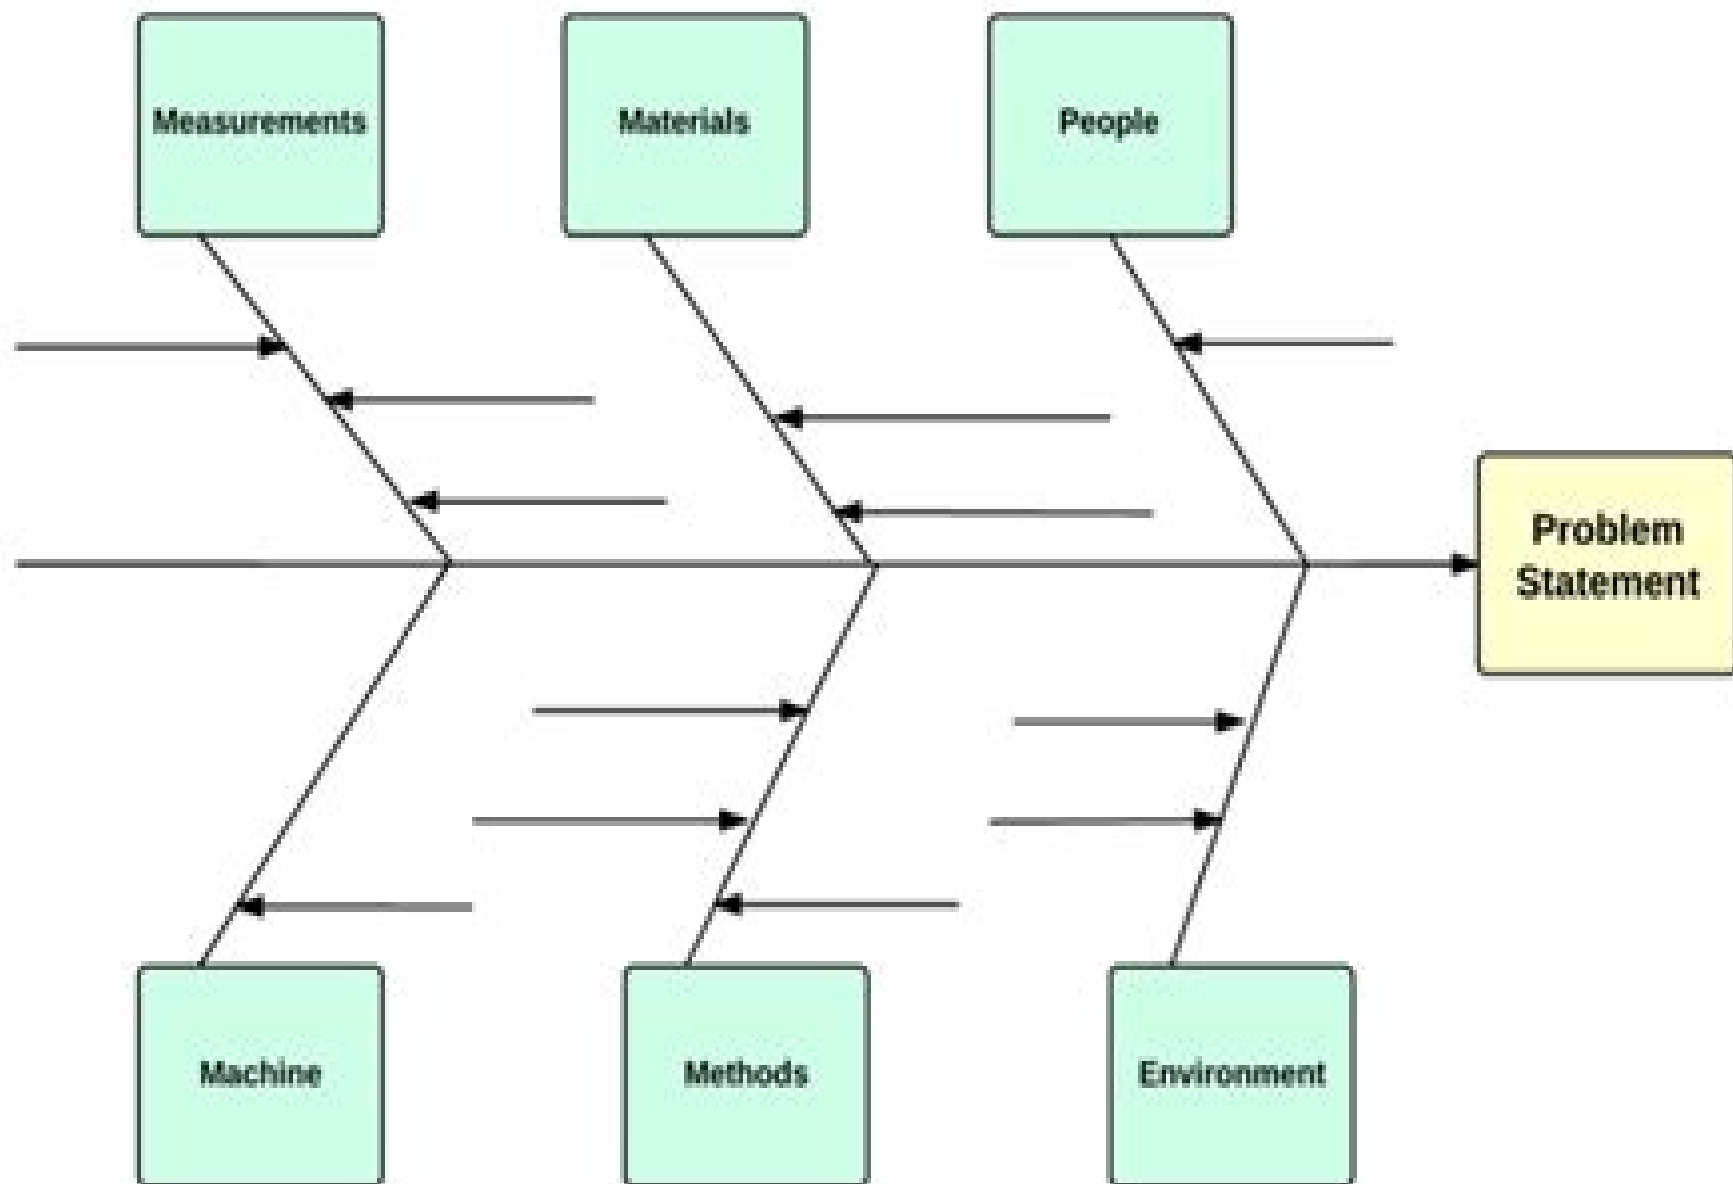 Measurements
Materials
People
Problem
Statement
Machine
Methods
Environment